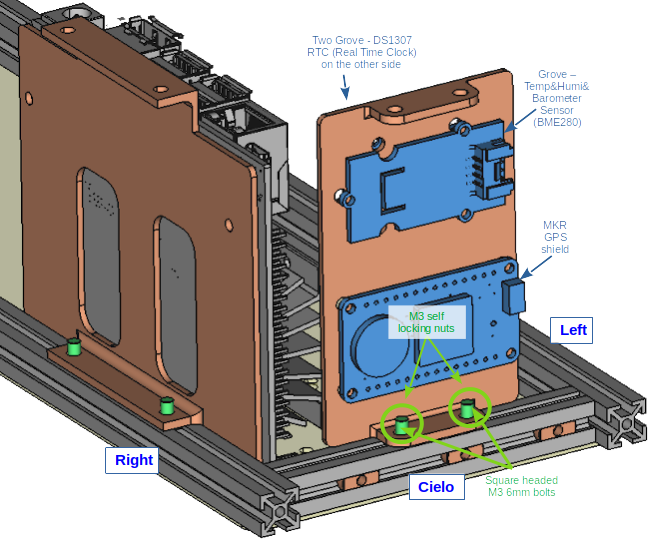 Two Grove - DS1307
RTC (Real Time Clock)
on the other side
Grove –
Temp&Humi&
Barometer
Sensor
(BME280)
MKR
GPS
shield
M3 self
locking nuts
Left
Right
Cielo
Square headed
M3 6mm bolts